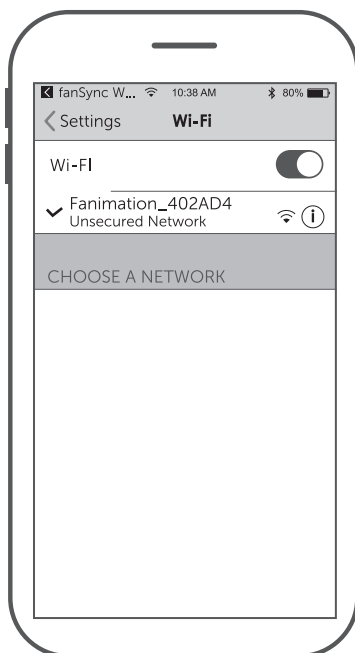 fanSync W... 10:38 AM 80%
Settings Wi-Fi
Wi-FI
Fanimation_402AD4
Unsecured Network
CHOOSE A NETWORK